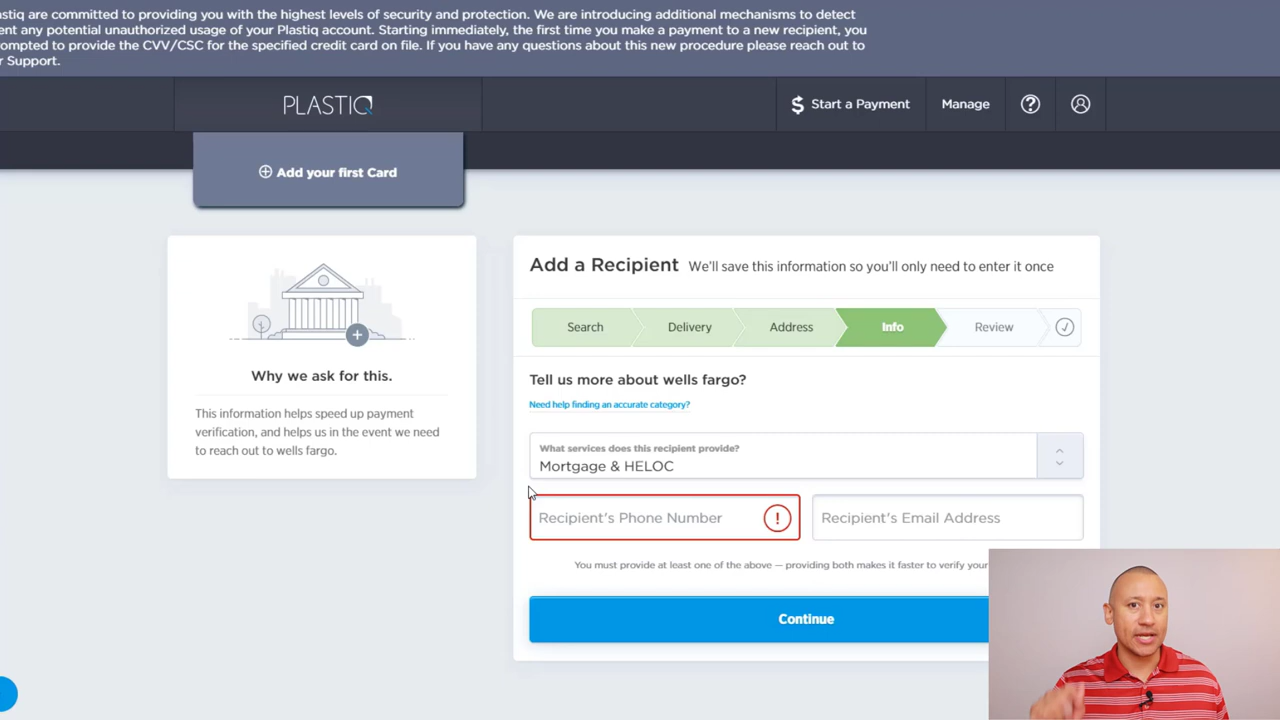 astiq are committed to providing you with the highest levels of security and protection. We are introducing additional mechanisms to detect
ent any potential unauthorized usage of your Plastiq account. Starting immediately, the first time you make a payment to a new recipient, you
ompted to provide the CVV/CSC for the specified credit card on file. If you have any questions about this new procedure please reach out to
r Support.
PLASTIQ
$ Start a Payment
Manage
?
Add your first Card
Add a Recipient We'll save this information so you'll only need to enter it once
Search
Delivery
Address
Info
Review
Why we ask for this.
This information helps speed up payment
verification, and helps us in the event we need
to reach out to wells fargo.
Tell us more about wells fargo?
Need help finding an accurate category?
What services does this recipient provide?
Mortgage & HELOC
Recipient's Phone Number !
Recipient's Email Address
You must provide at least one of the above — providing both makes it faster to verify your
Continue